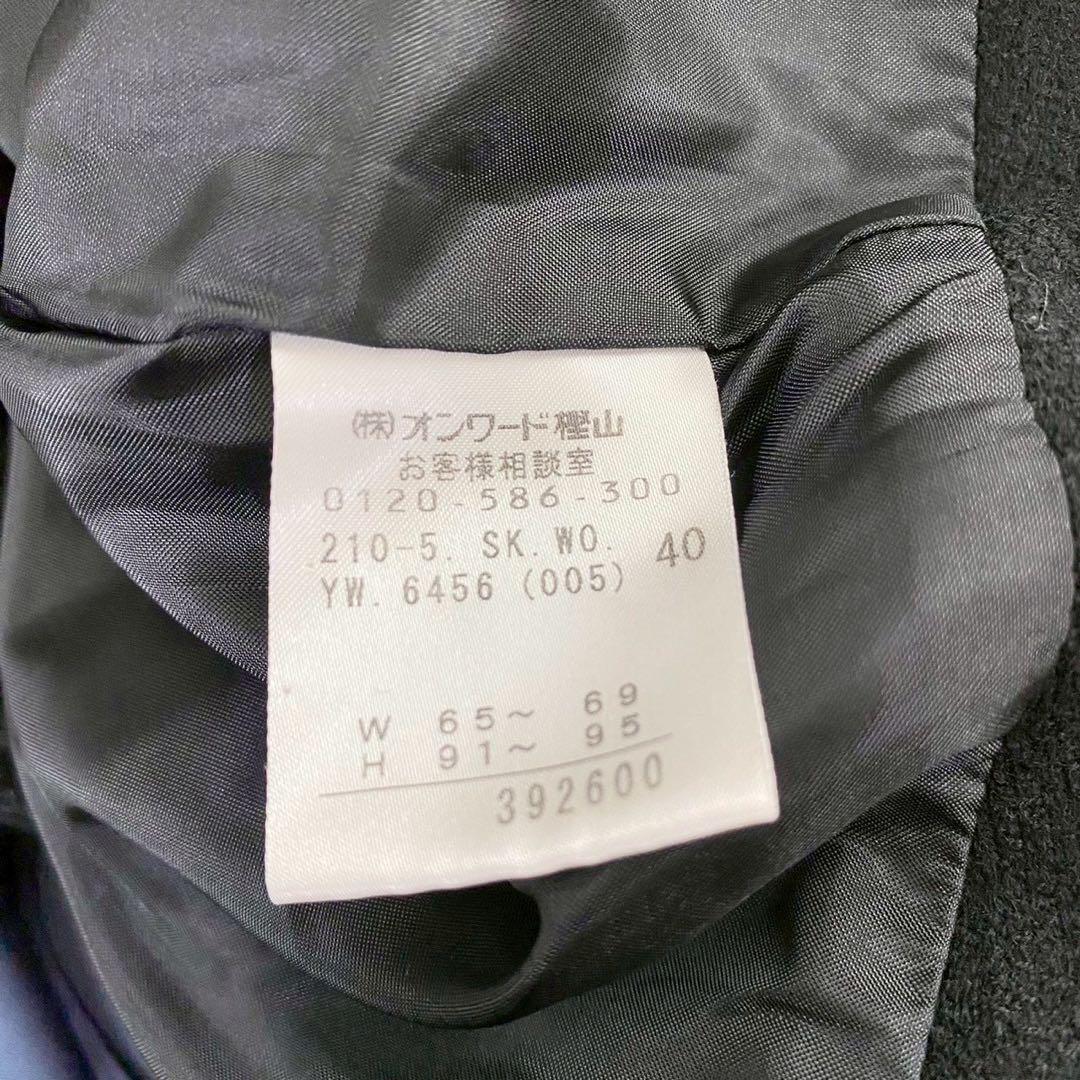 (株)オンワード樫山
お客様相談室
0120-586-300
210-5. SK. WO. 40
YW. 6456 (005)
W 65～ 69
H 91～ 95
392600